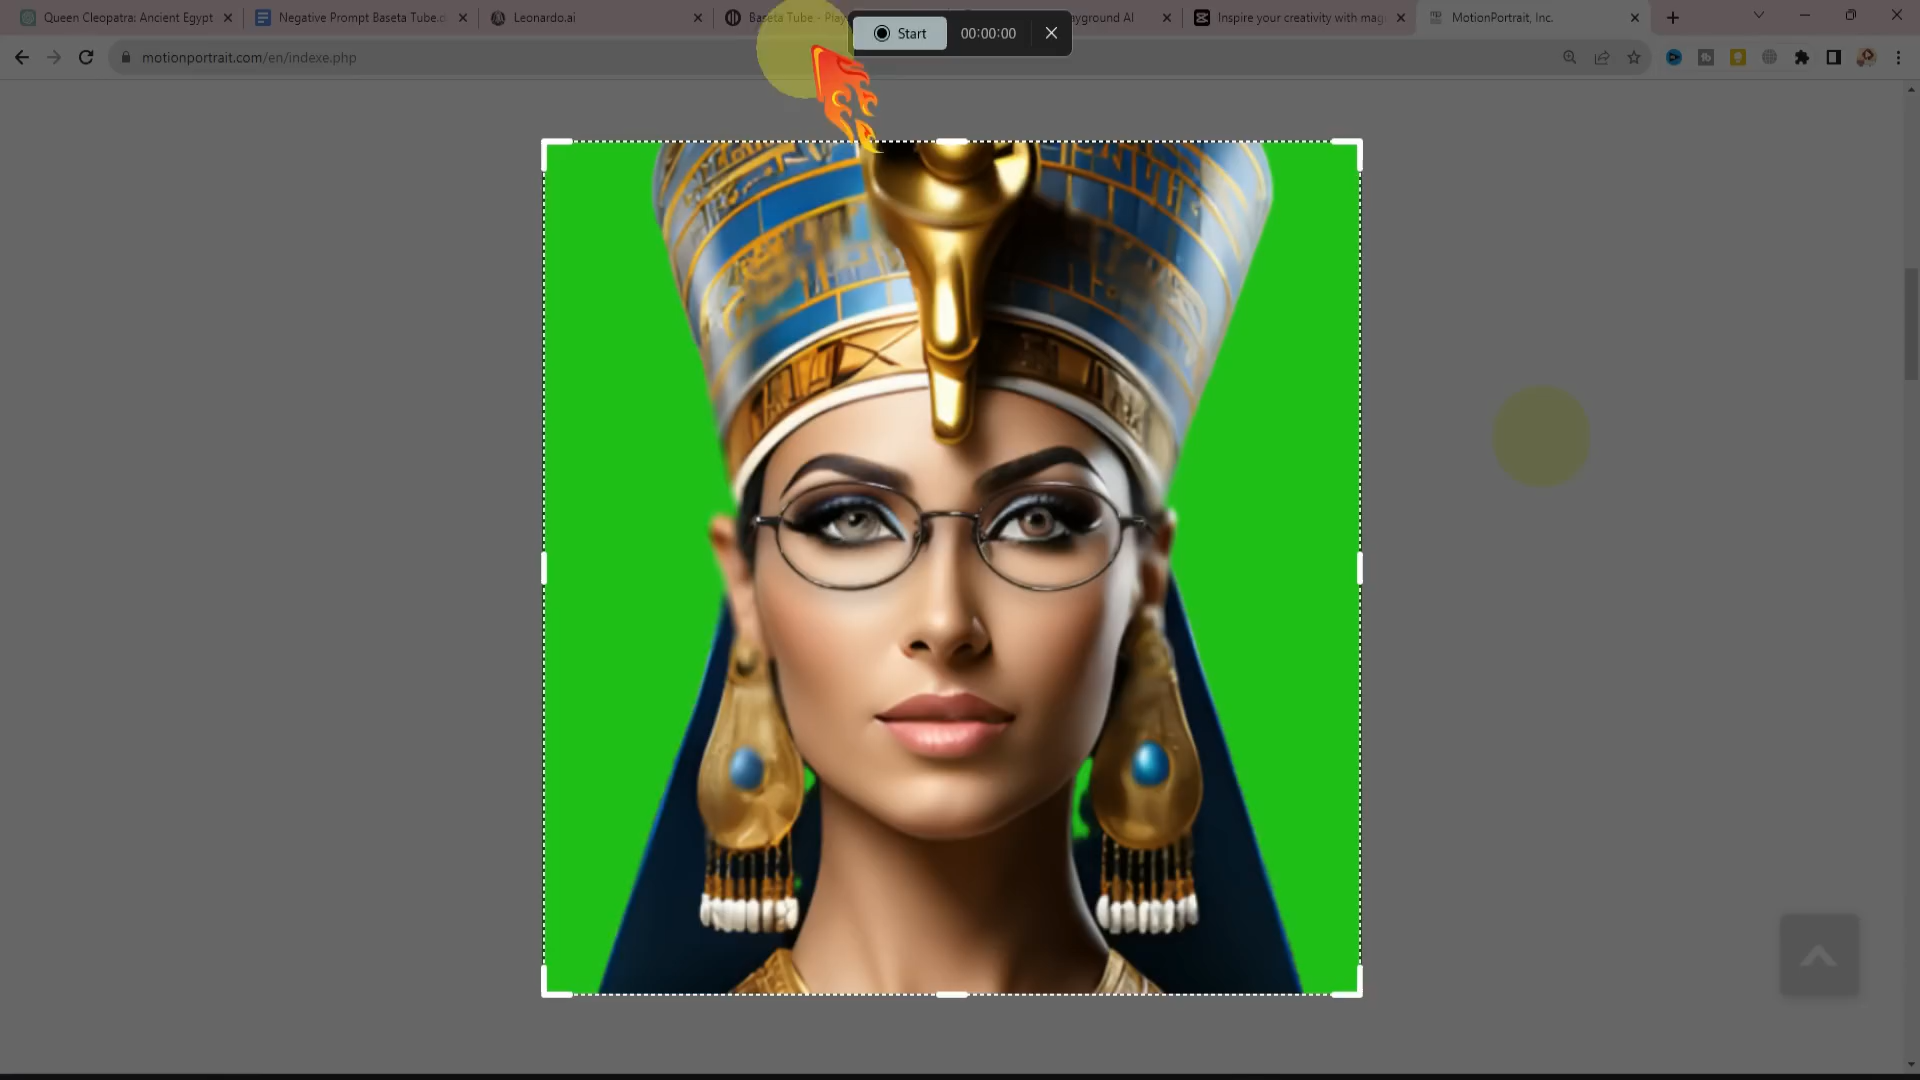 Queen Cleopatra: Ancient Egypt
Negative Prompt Baseta Tube.d
Leonardo.ai
Baseta Tube - Play
ayground AI
Inspire your creativity with mag
MotionPortrait, Inc.
Start
00:00:00
motionportrait.com/en/indexe.php